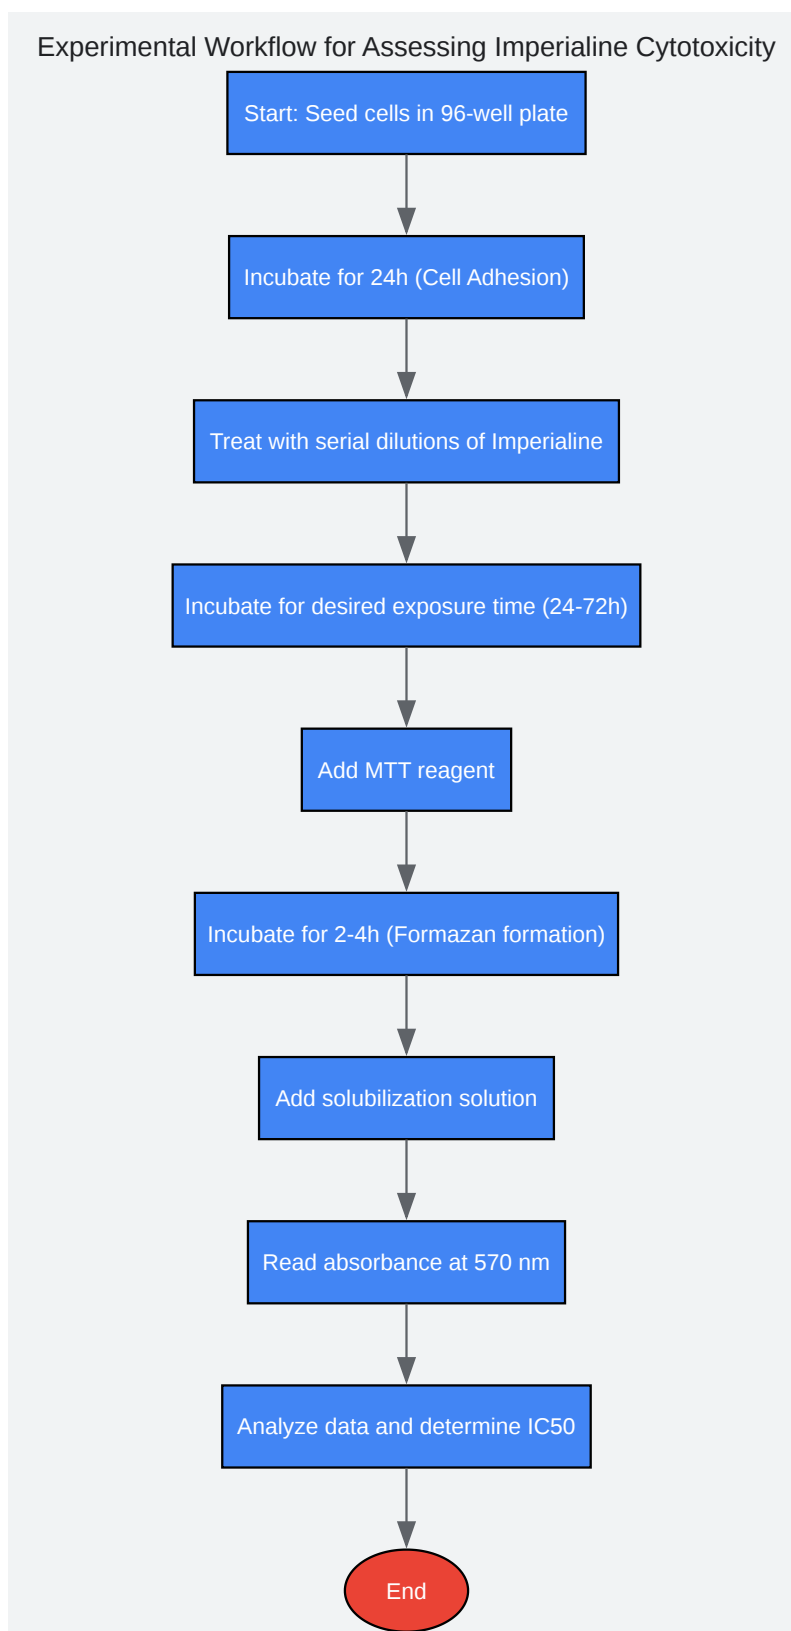 Experimental Workflow for Assessing Imperialine Cytotoxicity
Start: Seed cells in 96-well plate
Incubate for 24h (Cell Adhesion)
Treat with serial dilutions of Imperialine
Incubate for desired exposure time (24-72h)
Add MTT reagent
Incubate for 2-4h (Formazan formation)
Add solubilization solution
Read absorbance at 570 nm
Analyze data and determine IC50
End